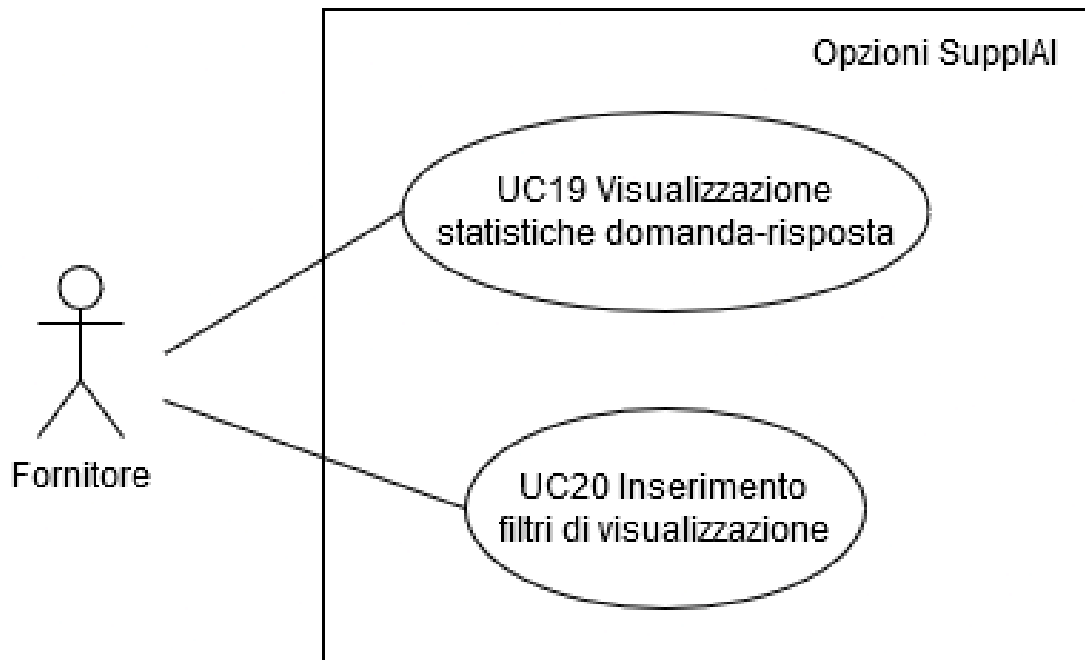 Opzioni SupplAI
UC19 Visualizzazione
statistiche domanda-risposta
Fornitore
UC20 Inserimento
filtri di visualizzazione